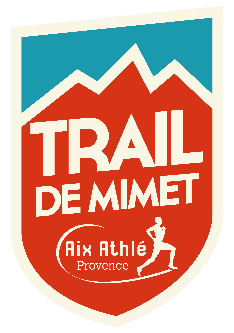 TRAIL
DE MIMET
Aix Athlé
Provence